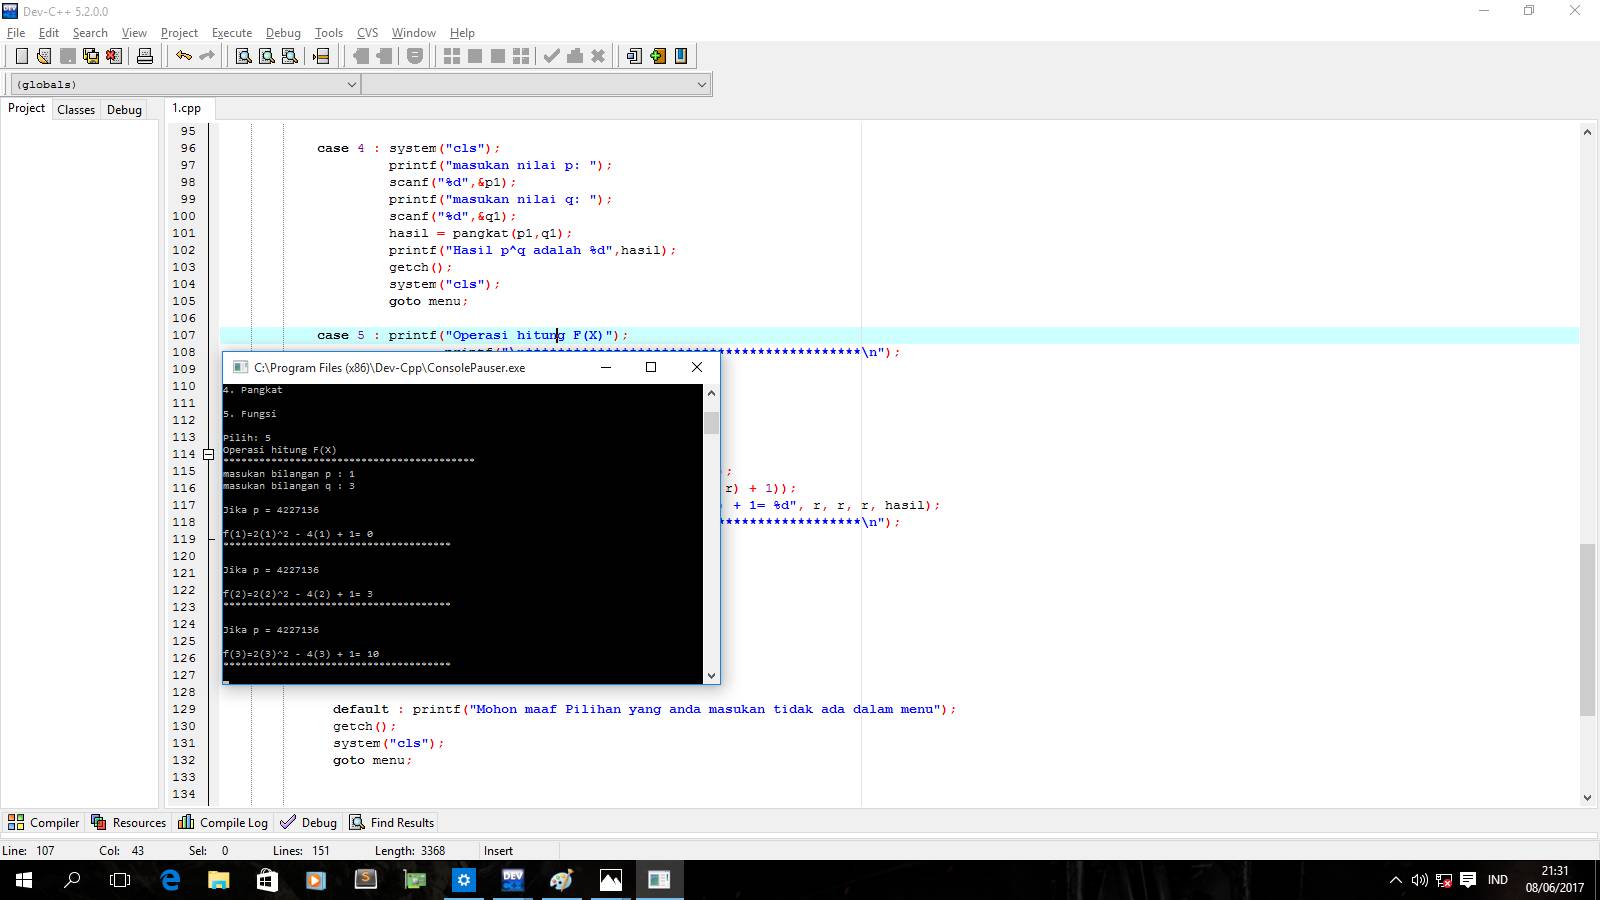 Dev-C++ 5.2.0.0
File Edit Search View Project Execute Debug Tools CVS Window Help
(globals)
Project Classes Debug 1.cpp
95
96 case 4 : system("cls");
97 printf("masukan nilai p: ");
98 scanf("%d",&p1);
99 printf("masukan nilai q: ");
100 scanf("%d",&q1);
101 hasil = pangkat(p1,q1);
102 printf("Hasil p^q adalah %d",hasil);
103 getch();
104 system("cls");
105 goto menu;
106
107 case 5 : printf("Operasi hitung F(X)");
108 *****************\n");
109
110
111
112
113
114
115 ;
116 r) + 1));
117 + 1= %d", r, r, r, hasil);
118 *****************\n");
119
120
121
122
123
124
125
126
127
128
129 default : printf("Mohon maaf Pilihan yang anda masukan tidak ada dalam menu");
130 getch();
131 system("cls");
132 goto menu;
133
134
C:\Program Files (x86)\Dev-Cpp\ConsolePauser.exe
4. Pangkat
5. Fungsi
Pilih: 5
Operasi hitung F(X)
******************************************
masukan bilangan p : 1
masukan bilangan q : 3
Jika p = 4227136
f(1)=2(1)^2 - 4(1) + 1= 0
**************************************
Jika p = 4227136
f(2)=2(2)^2 - 4(2) + 1= 3
**************************************
Jika p = 4227136
f(3)=2(3)^2 - 4(3) + 1= 10
**************************************
Compiler Resources Compile Log Debug Find Results
Line: 107 Col: 43 Sel: 0 Lines: 151 Length: 3368 Insert
DEV
IND
21:31
08/06/2017